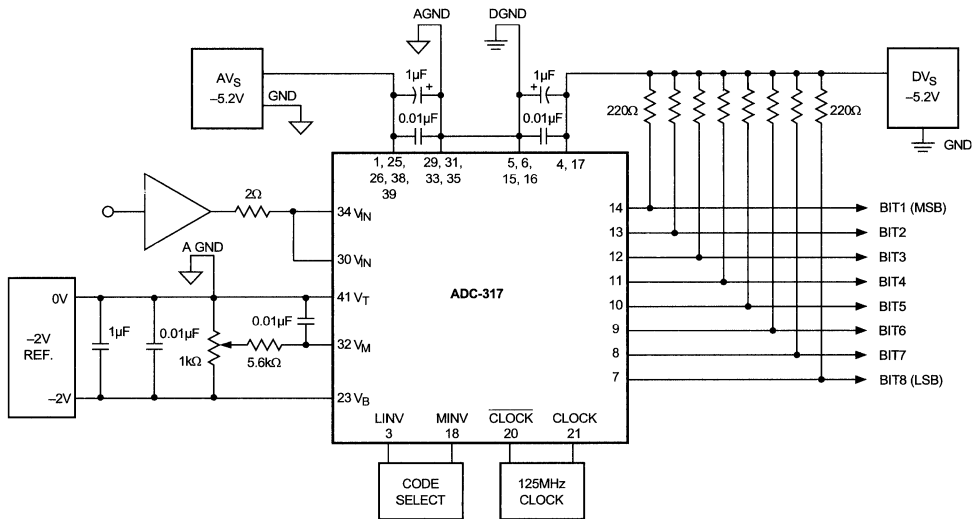 AGND
DGND
AVS
–5.2V
GND
1µF
+
0.01µF
+
1µF
0.01µF
220Ω
220Ω
DVS
–5.2V
GND
1, 25,
26, 38,
39
29, 31,
33, 35
5, 6,
15, 16
4, 17
2Ω
34 VIN
30 VIN
A GND
0V
–2V
REF.
–2V
1µF
0.01µF
1kΩ
5.6kΩ
0.01µF
41 VT
32 VM
23 VB
ADC-317
14 BIT1 (MSB)
13 BIT2
12 BIT3
11 BIT4
10 BIT5
9 BIT6
8 BIT7
7 BIT8 (LSB)
LINV
3
MINV
18
CLOCK
20
CLOCK
21
CODE
SELECT
125MHz
CLOCK